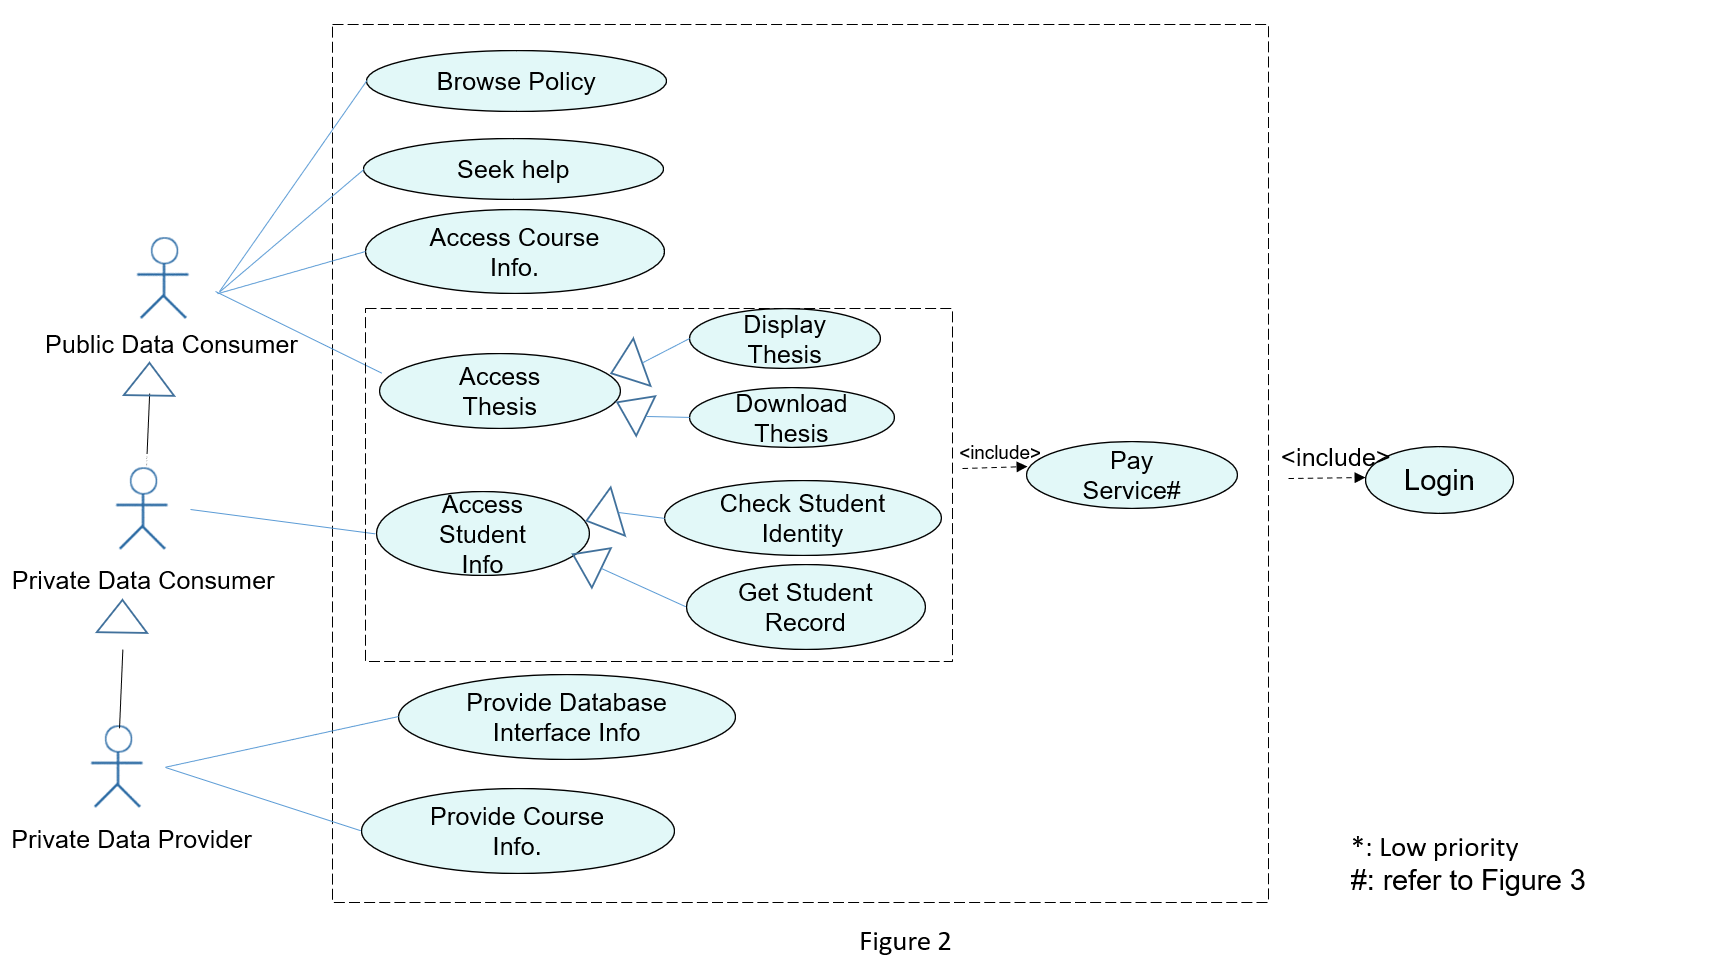 Browse Policy
Seek help
Access Course
Info.
Public Data Consumer
Display
Thesis
Access
Thesis
Download
Thesis
<include>
Pay
Service#
<include>
Login
Access
Student
Info
Check Student
Identity
Private Data Consumer
Get Student
Record
Provide Database
Interface Info
Provide Course
Info.
Private Data Provider
*: Low priority
#: refer to Figure 3
Figure 2